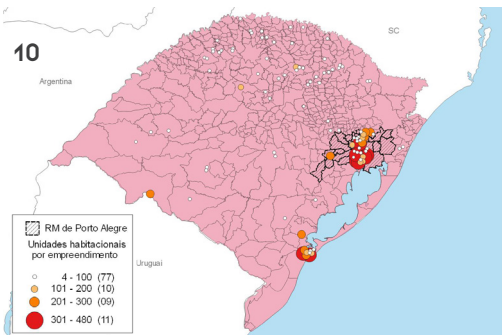 10
SC
Argentina
Uruguai
RM de Porto Alegre
Unidades habitacionais
por empreendimento
4 - 100 (77)
101 - 200 (10)
201 - 300 (09)
301 - 480 (11)